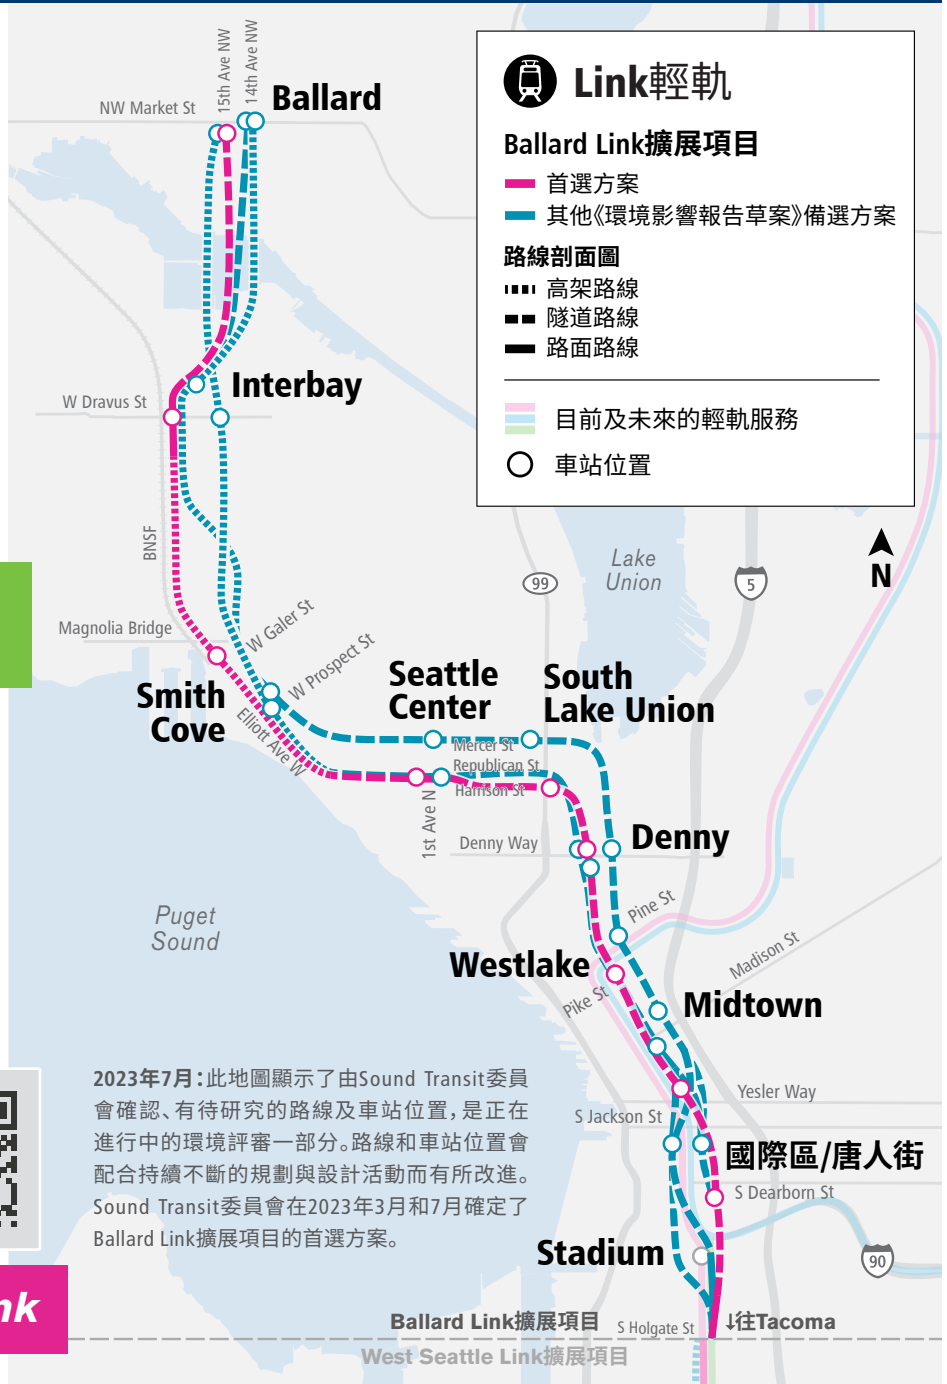 15th Ave NW
14th Ave NW
Ballard
NW Market St
Link輕軌
Ballard Link擴展項目
首選方案
其他《環境影響報告草案》備選方案
路線剖面圖
高架路線
隧道路線
路面路線
目前及未來的輕軌服務
車站位置
Interbay
W Dravus St
BNSF
Lake
Union
99
5
N
Magnolia Bridge
W Galer St
W Prospect St
Smith
Cove
Elliott Ave W
Seattle
Center
South
Lake Union
Mercer St
Republican St
Harrison St
1st Ave N
Denny Way
Denny
Puget
Sound
Pine St
Westlake
Pike St
Madison St
Midtown
2023年7月：此地圖顯示了由Sound Transit委員
會確認、有待研究的路線及車站位置，是正在
進行中的環境評審一部分。路線和車站位置會
配合持續不斷的規劃與設計活動而有所改進。
Sound Transit委員會在2023年3月和7月確定了
Ballard Link擴展項目的首選方案。
Yesler Way
S Jackson St
國際區/唐人街
S Dearborn St
Stadium
90
nk
Ballard Link擴展項目
S Holgate St
↓往Tacoma
West Seattle Link擴展項目